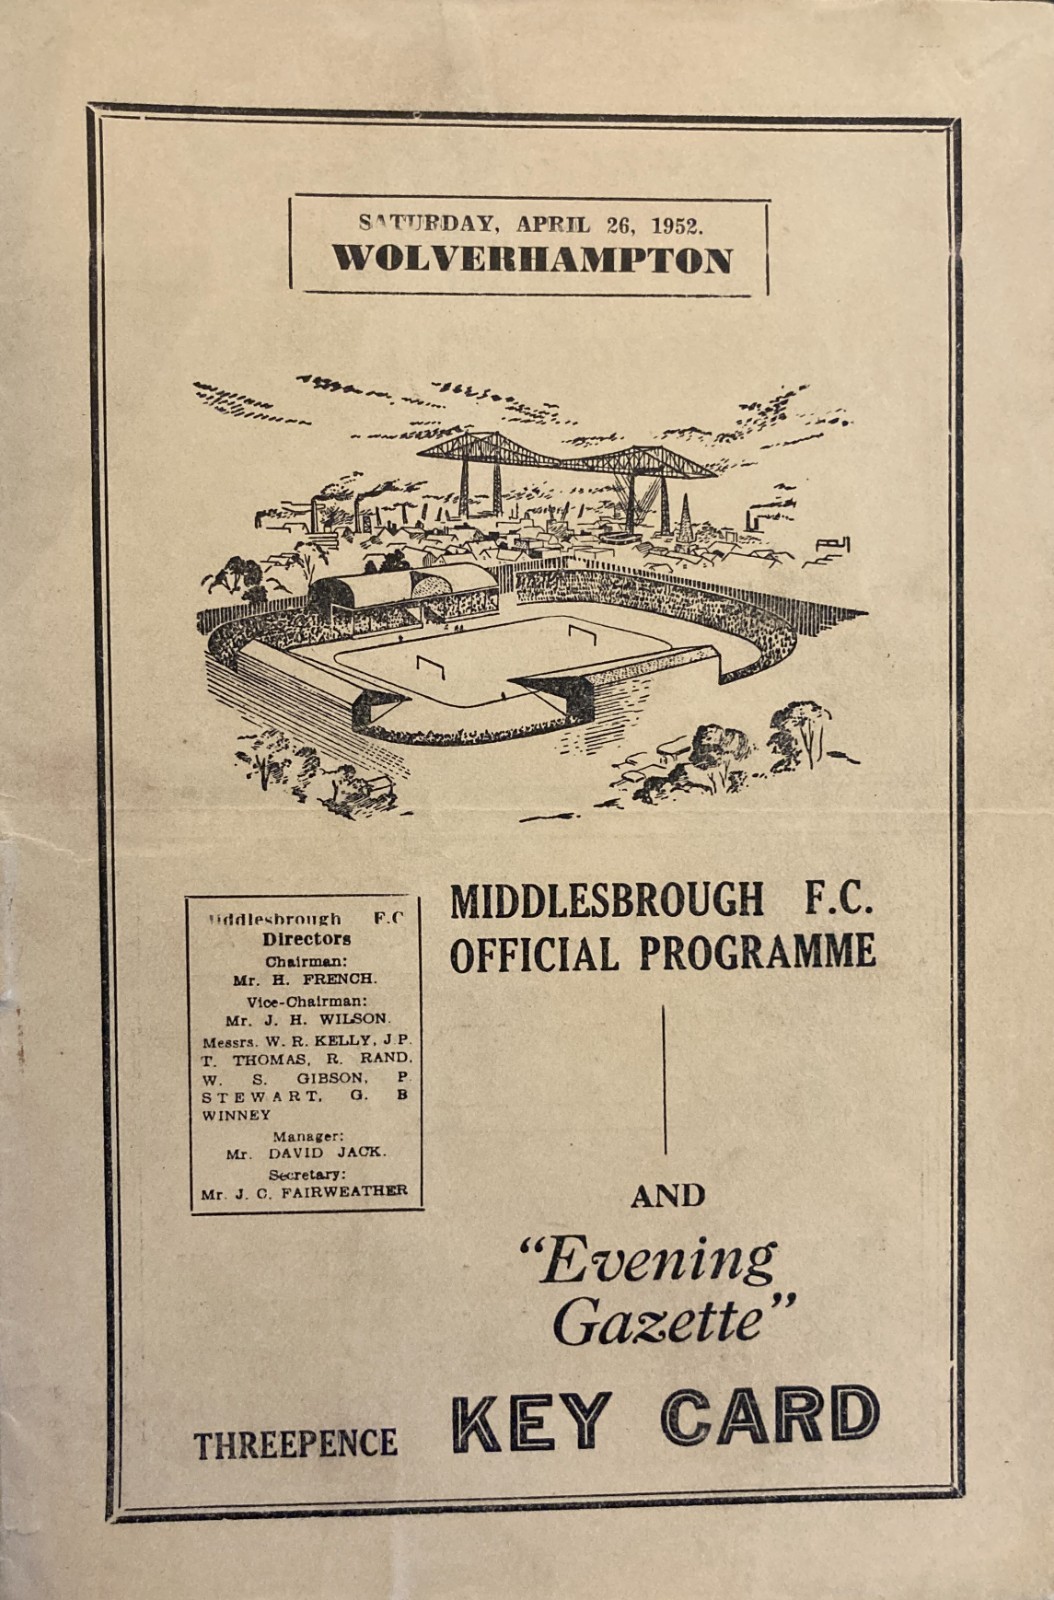 SATURDAY, APRIL 26, 1952.
WOLVERHAMPTON
Middlesbrough F.C
Directors
Chairman:
Mr. H. FRENCH.
Vice-Chairman:
Mr. J. H. WILSON.
Messrs. W. R. KELLY, J.P.
T. THOMAS, R. RAND,
W. S. GIBSON, P
STEWART, G. B
WINNEY
Manager:
Mr. DAVID JACK.
Secretary:
Mr. J. C. FAIRWEATHER
MIDDLESBROUGH F.C.
OFFICIAL PROGRAMME
AND
"Evening
Gazette"
KEY CARD
THREEPENCE